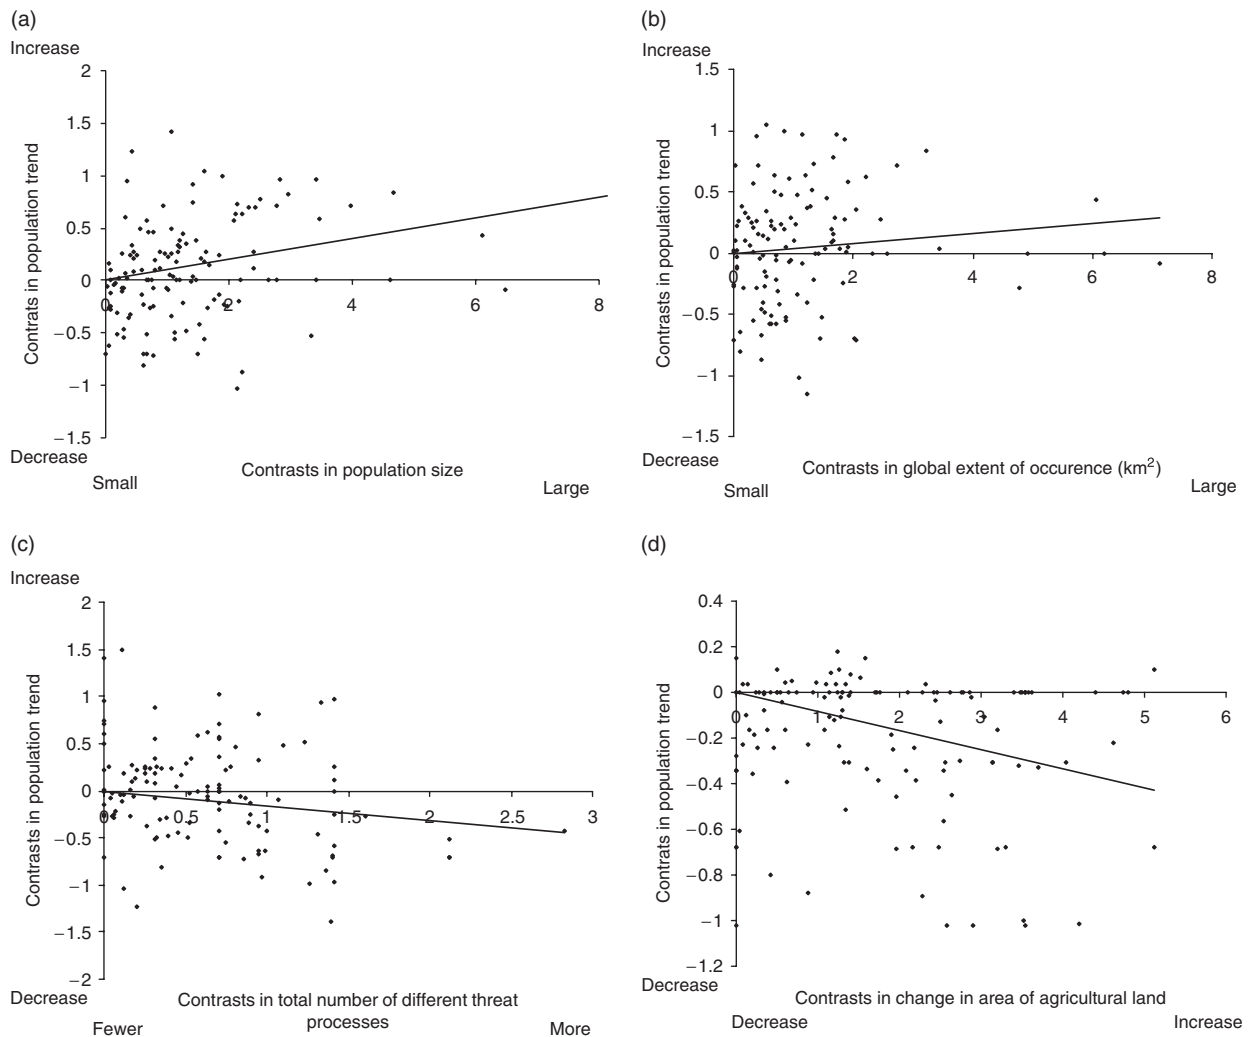 (a)
Increase
2
1.5
1
0.5
0
−0.5
−1
−1.5
0 2 4 6 8
Contrats in population trend
Decrease
Contrasts in population size
Small
Large
(b)
Increase
1.5
1
0.5
0
−0.5
−1
−1.5
0 2 4 6 8
Contrasts in population trend
Decrease
Contrasts in global extent of occurence (km²)
Small
Large
(c)
Increase
2
1.5
1
0.5
0
−0.5
−1
−1.5
−2
0 0.5 1 1.5 2 2.5 3
Contrasts in population trend
Decrease
Contrasts in total number of different threat
processes
Fewer
More
(d)
0.4
0.2
0
−0.2
−0.4
−0.6
−0.8
−1
−1.2
0 1 2 3 4 5 6
Contrats in population trend
Decrease
Contrasts in change in area of agricultural land
Decrease
Increase